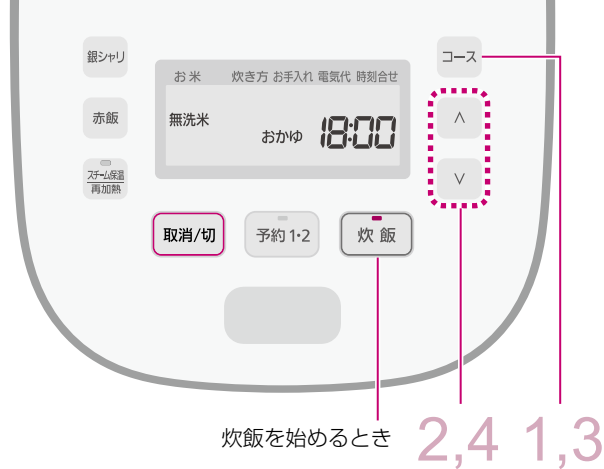 銀シャリ
コース
お米 炊き方 お手入れ 電気代 時刻合せ
赤飯
無洗米
おかゆ 18:00
∧
スチーム保温
再加熱
∨
取消/切
予約1・2
炊飯
炊飯を始めるとき
2,4 1,3